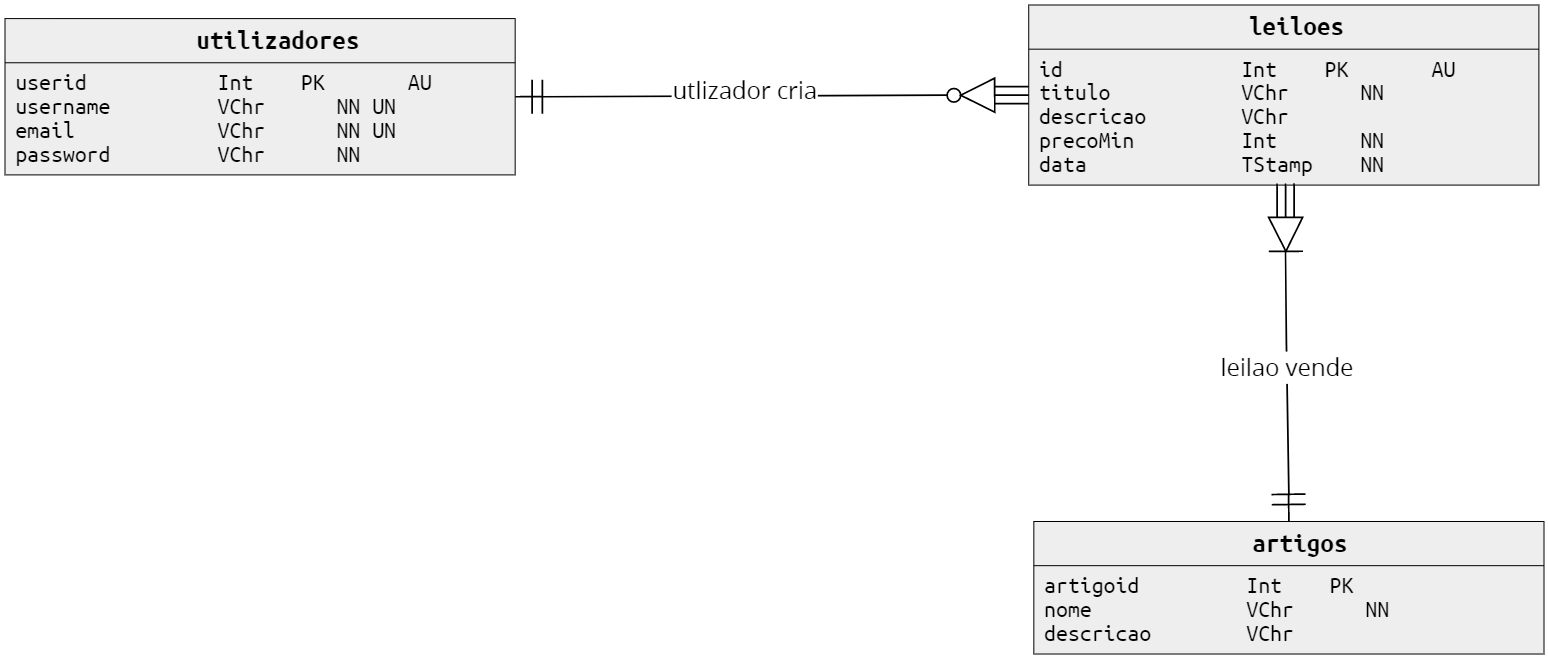 utilizadores
userid Int PK AU
username VChr NN UN
email VChr NN UN
password VChr NN
utlizador cria
leiloes
id Int PK AU
titulo VChr NN
descricao VChr
precoMin Int NN
data TStamp NN
leilao vende
artigos
artigoid Int PK
nome VChr NN
descricao VChr